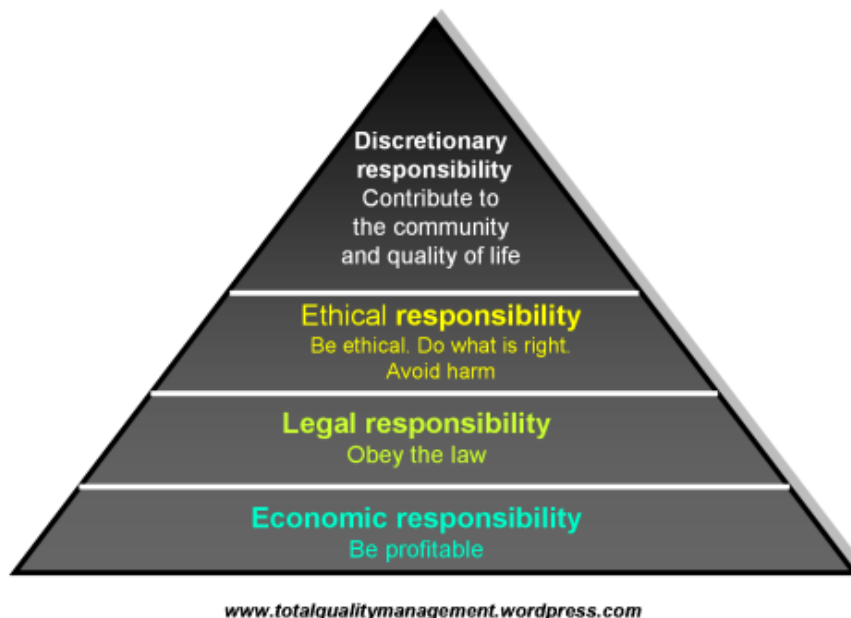 Discretionary
responsibility
Contribute to
the community
and quality of life
Ethical responsibility
Be ethical. Do what is right.
Avoid harm
Legal responsibility
Obey the law
Economic responsibility
Be profitable
www.totalqualitymanagement.wordpress.com